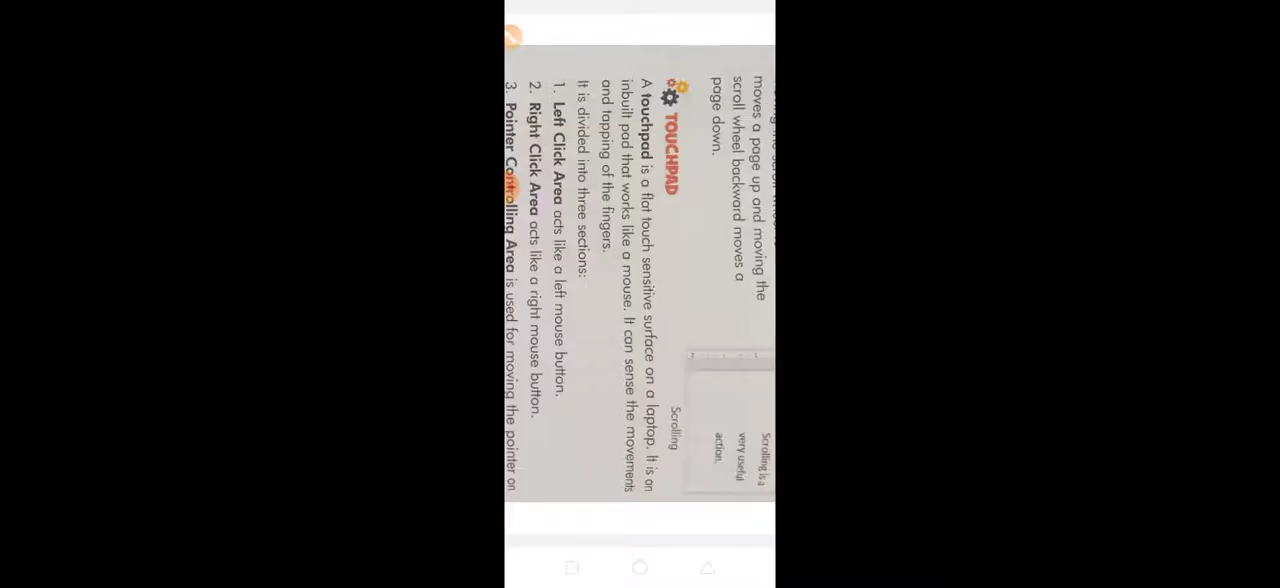 moves a page up and moving the
scroll wheel backward moves a
page down.
Scrolling is a
very useful
action.
Scrolling
TOUCHPAD
A touchpad is a flat touch sensitive surface on a laptop. It is an
inbuilt pad that works like a mouse. It can sense the movements
and tapping of the fingers.
It is divided into three sections:
1. Left Click Area acts like a left mouse button.
2. Right Click Area acts like a right mouse button.
3. Pointer Controlling Area is used for moving the pointer on